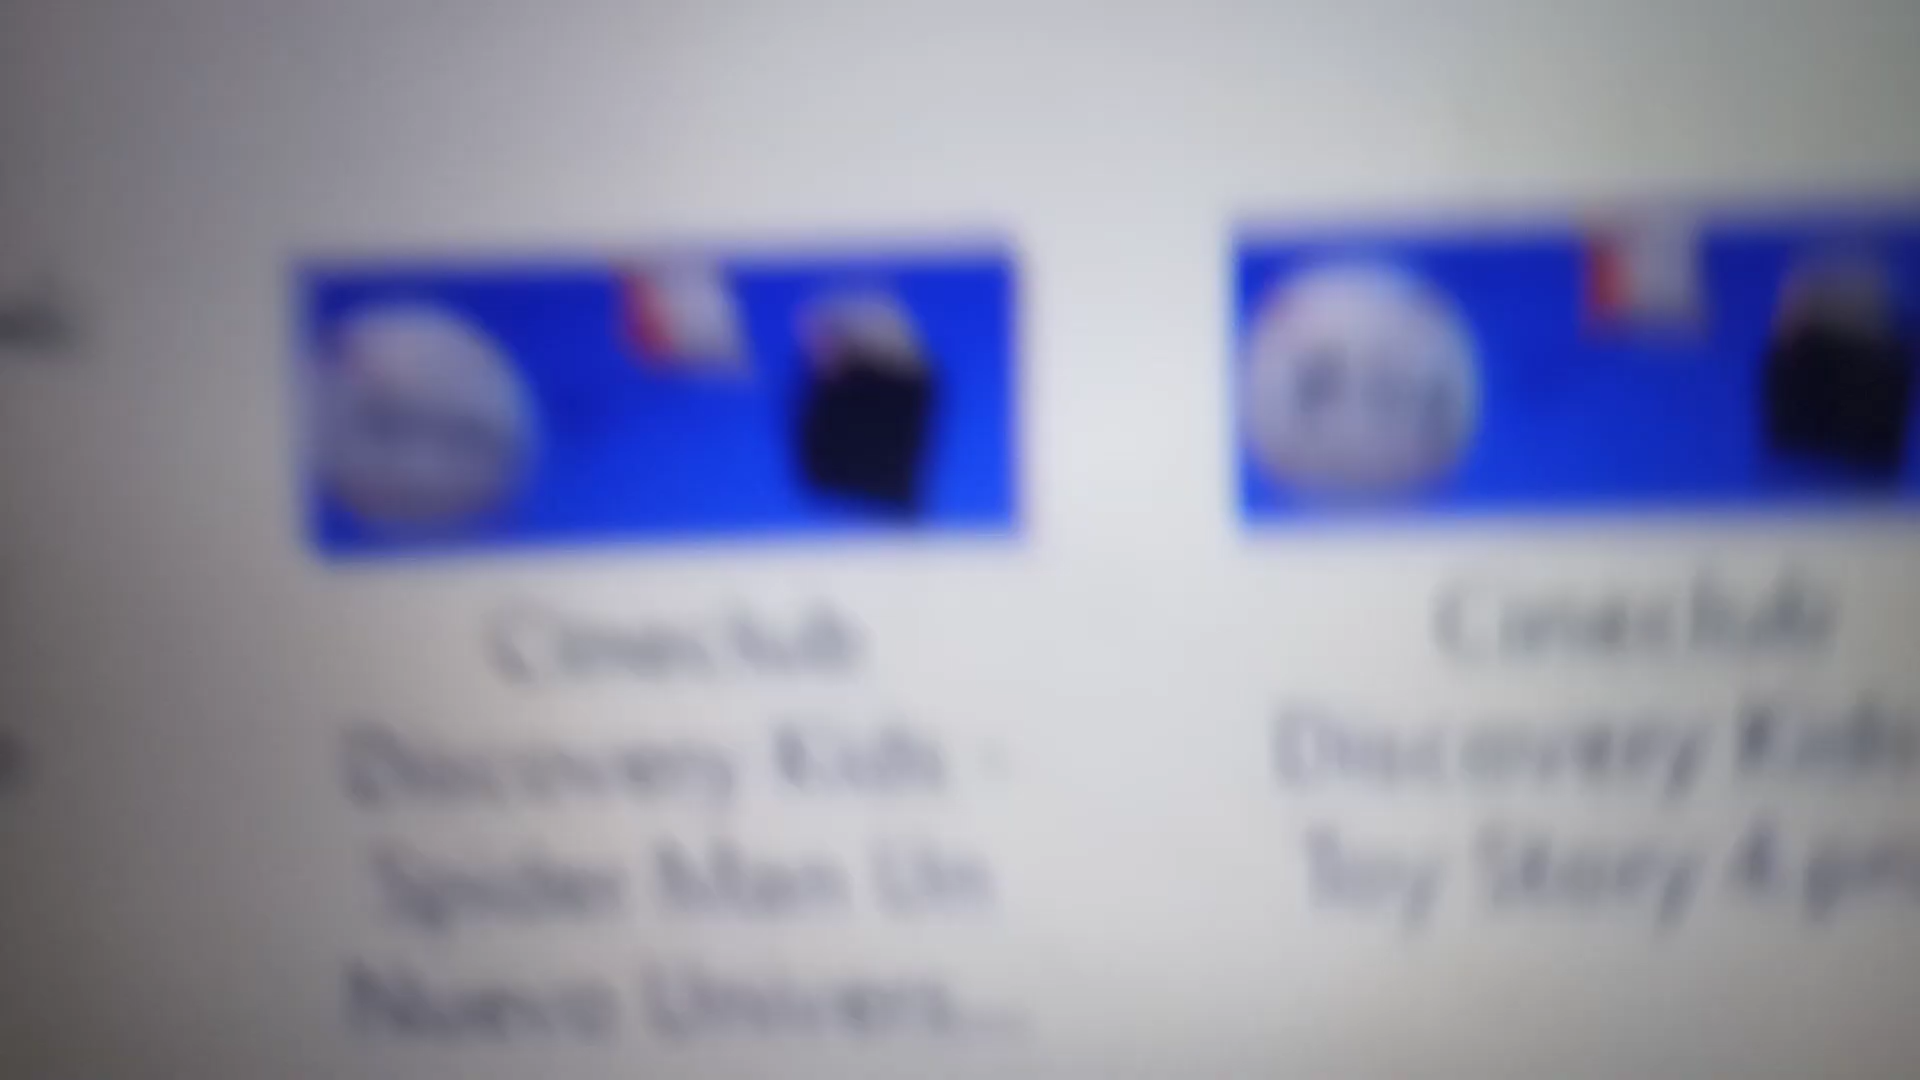 Cineclub
Discovery Kids -
Spider Man Un
Nuevo Univers...
Cineclub
Discovery Kids
Toy Story 4